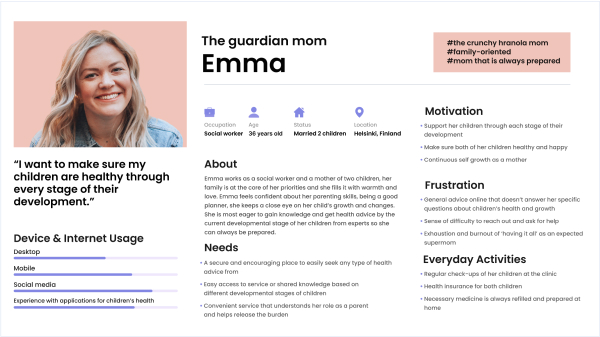 The guardian mom
Emma
#the crunchy hranola mom
#family-oriented
#mom that is always prepared
Occupation
Social worker
Age
36 years old
Status
Married 2 children
Location
Helsinki, Finland
“I want to make sure my
children are healthy through
every stage of their
development.”
Device & Internet Usage
Desktop
Mobile
Social media
Experience with applications for children's health
About
Emma works as a social worker and a mother of two children, her
family is at the core of her priorities and she fills it with warmth and
love. Emma feels confident about her parenting skills, being a good
planner, she keeps a close eye on her child's growth and changes.
She is most eager to gain knowledge and get health advice by the
current developmental stage of her children from experts so she
can always be prepared.
Needs
• A secure and encouraging place to easily seek any type of health
advice from
• Easy access to service or shared knowledge based on
different developmental stages of children
• Convenient service that understands her role as a parent
and helps release the burden
Motivation
• Support her children through each stage of their
development
• Make sure both of her children healthy and happy
• Continuous self growth as a mother
Frustration
• General advice online that doesn't answer her specific
questions about children's health and growth
• Sense of difficulty to reach out and ask for help
• Exhaustion and burnout of ‘having it all’ as an expected
supermom
Everyday Activities
• Regular check-ups of her children at the clinic
• Health insurance for both children
• Necessary medicine is always refilled and prepared at
home